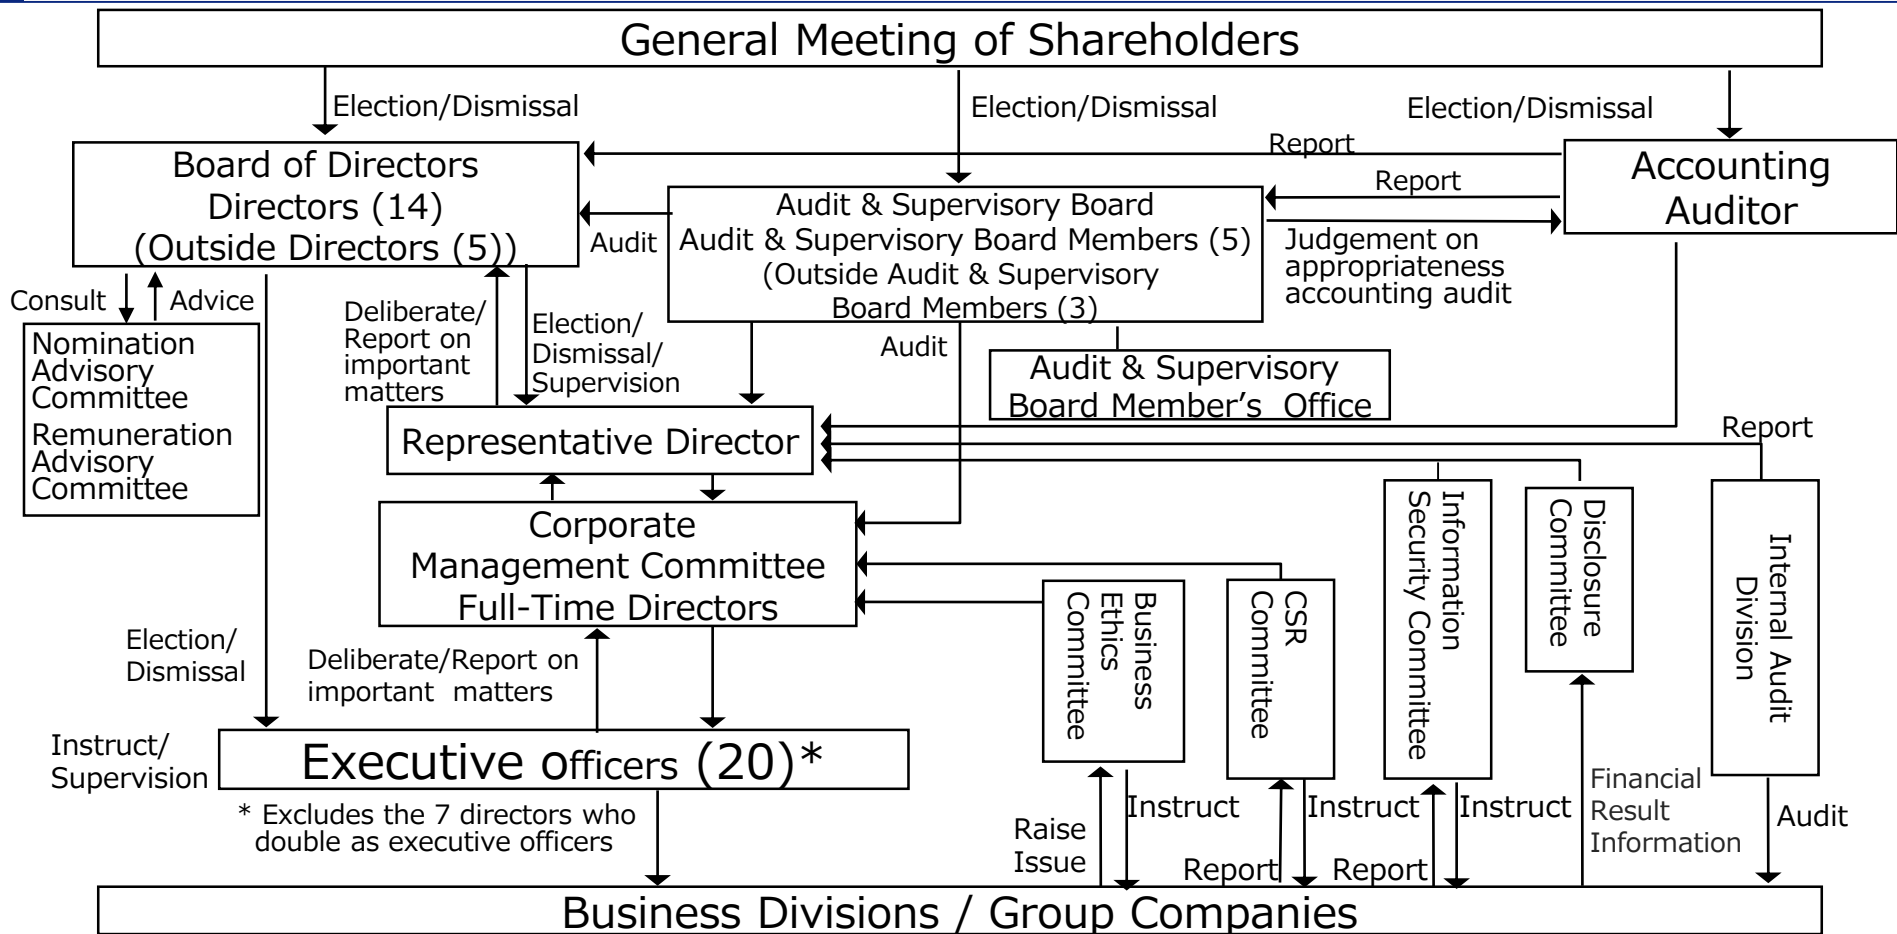 General Meeting of Shareholders
Election/Dismissal
Election/Dismissal
Election/Dismissal
Board of Directors
Directors (14)
(Outside Directors (5))
Report
Accounting
Auditor
Report
Audit
Audit & Supervisory Board
Audit & Supervisory Board Members (5)
(Outside Audit & Supervisory
Board Members (3)
Judgement on
appropriateness
accounting audit
Consult
Advice
Nomination
Advisory
Committee
Remuneration
Advisory
Committee
Deliberate/
Report on
important
matters
Election/
Dismissal/
Supervision
Audit
Audit & Supervisory
Board Member’s Office
Representative Director
Report
Corporate
Management Committee
Full-Time Directors
Business
Ethics
Committee
CSR
Committee
Information
Security Committee
Disclosure
Committee
Internal Audit
Division
Election/
Dismissal
Deliberate/Report on
important matters
Instruct/
Supervision
Executive officers (20)*
* Excludes the 7 directors who
double as executive officers
Raise
Issue
Instruct
Report
Instruct
Report
Instruct
Financial
Result
Information
Audit
Business Divisions / Group Companies